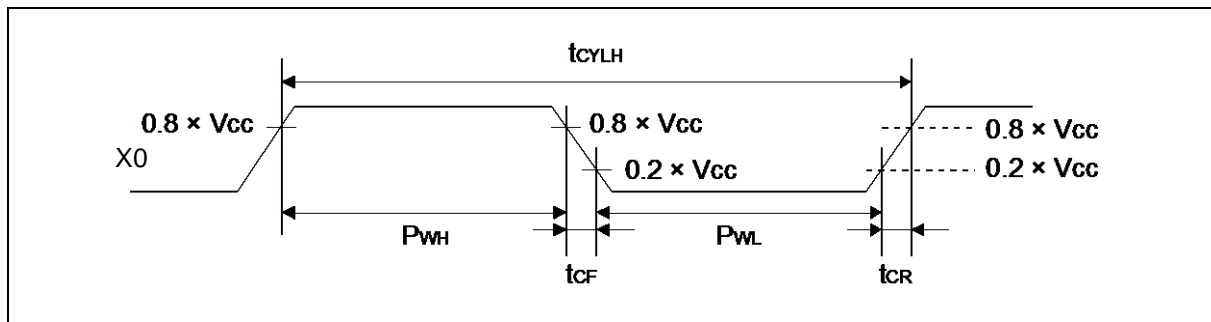 tCYLH
0.8 × VCC
0.8 × VCC
0.8 × VCC
X0
0.2 × VCC
0.2 × VCC
PWH
PWL
tCF
tCR